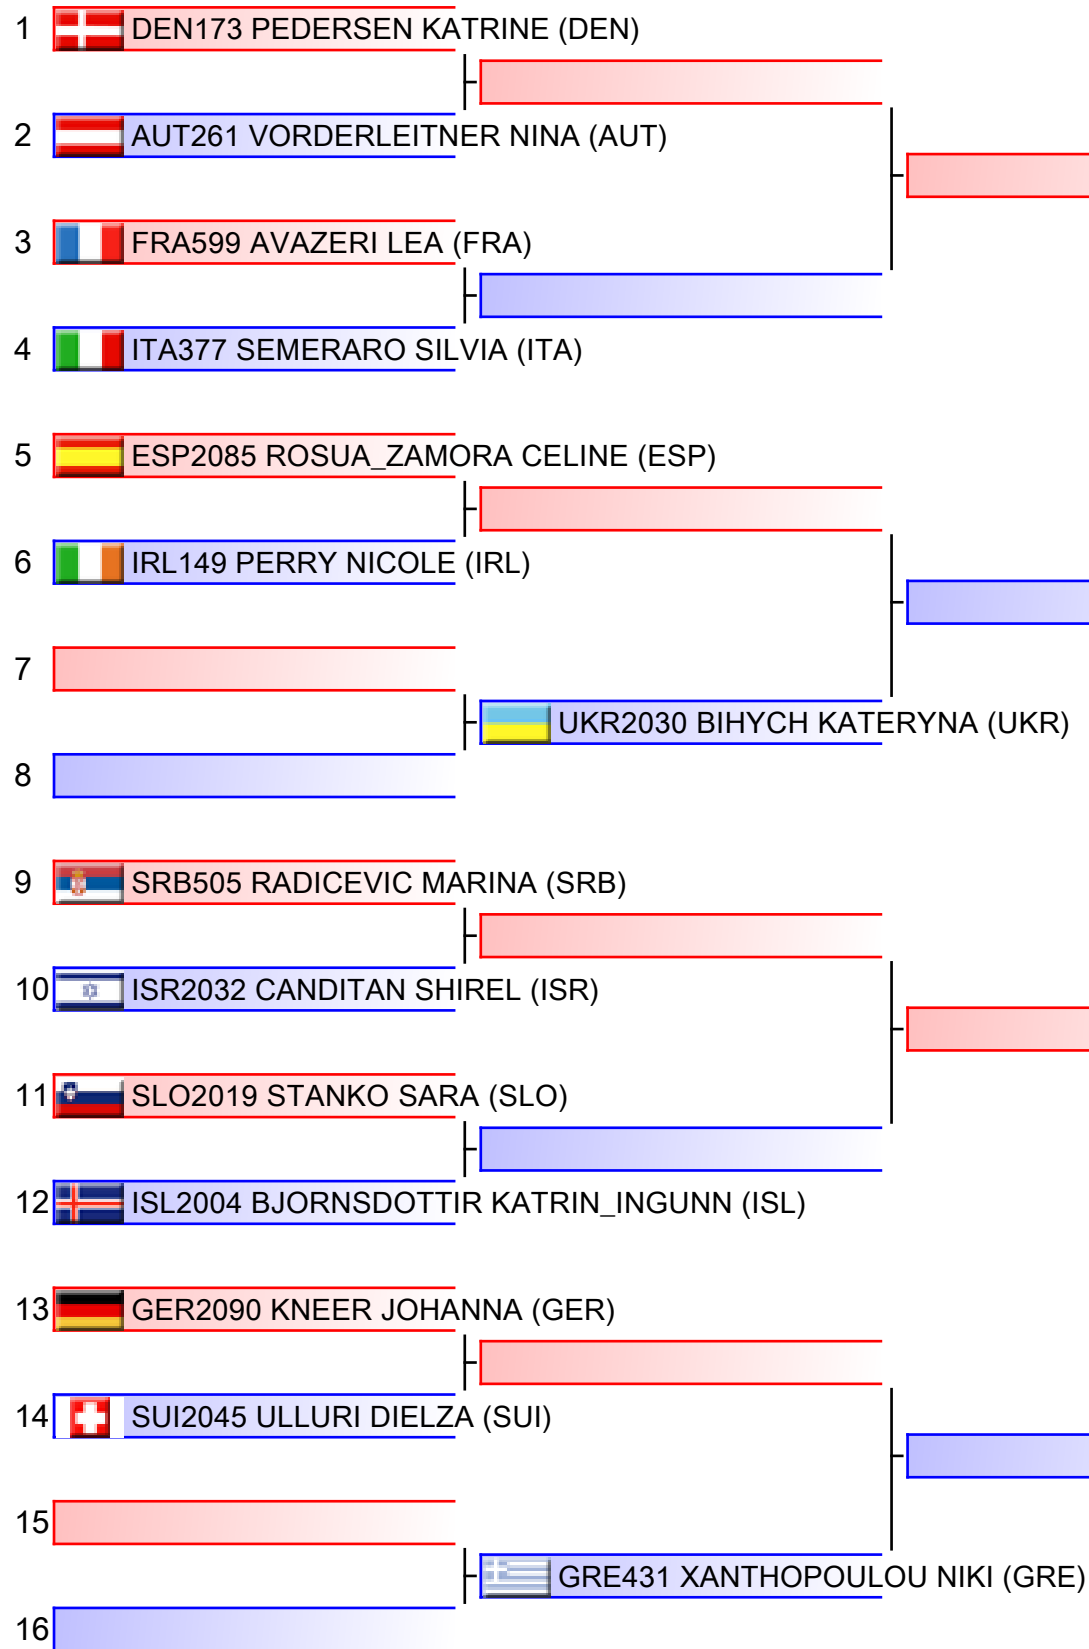 1 DEN173 PEDERSEN KATRINE (DEN)
2 AUT261 VORDERLEITNER NINA (AUT)
3 FRA599 AVAZERI LEA (FRA)
4 ITA377 SEMERARO SILVIA (ITA)
5 ESP2085 ROSUA_ZAMORA CELINE (ESP)
6 IRL149 PERRY NICOLE (IRL)
7
UKR2030 BIHYCH KATERYNA (UKR)
8
9 SRB505 RADICEVIC MARINA (SRB)
10 ISR2032 CANDITAN SHIREL (ISR)
11 SLO2019 STANKO SARA (SLO)
12 ISL2004 BJORNSDOTTIR KATRIN_INGUNN (ISL)
13 GER2090 KNEER JOHANNA (GER)
14 SUI2045 ULLURI DIELZA (SUI)
15
GRE431 XANTHOPOULOU NIKI (GRE)
16